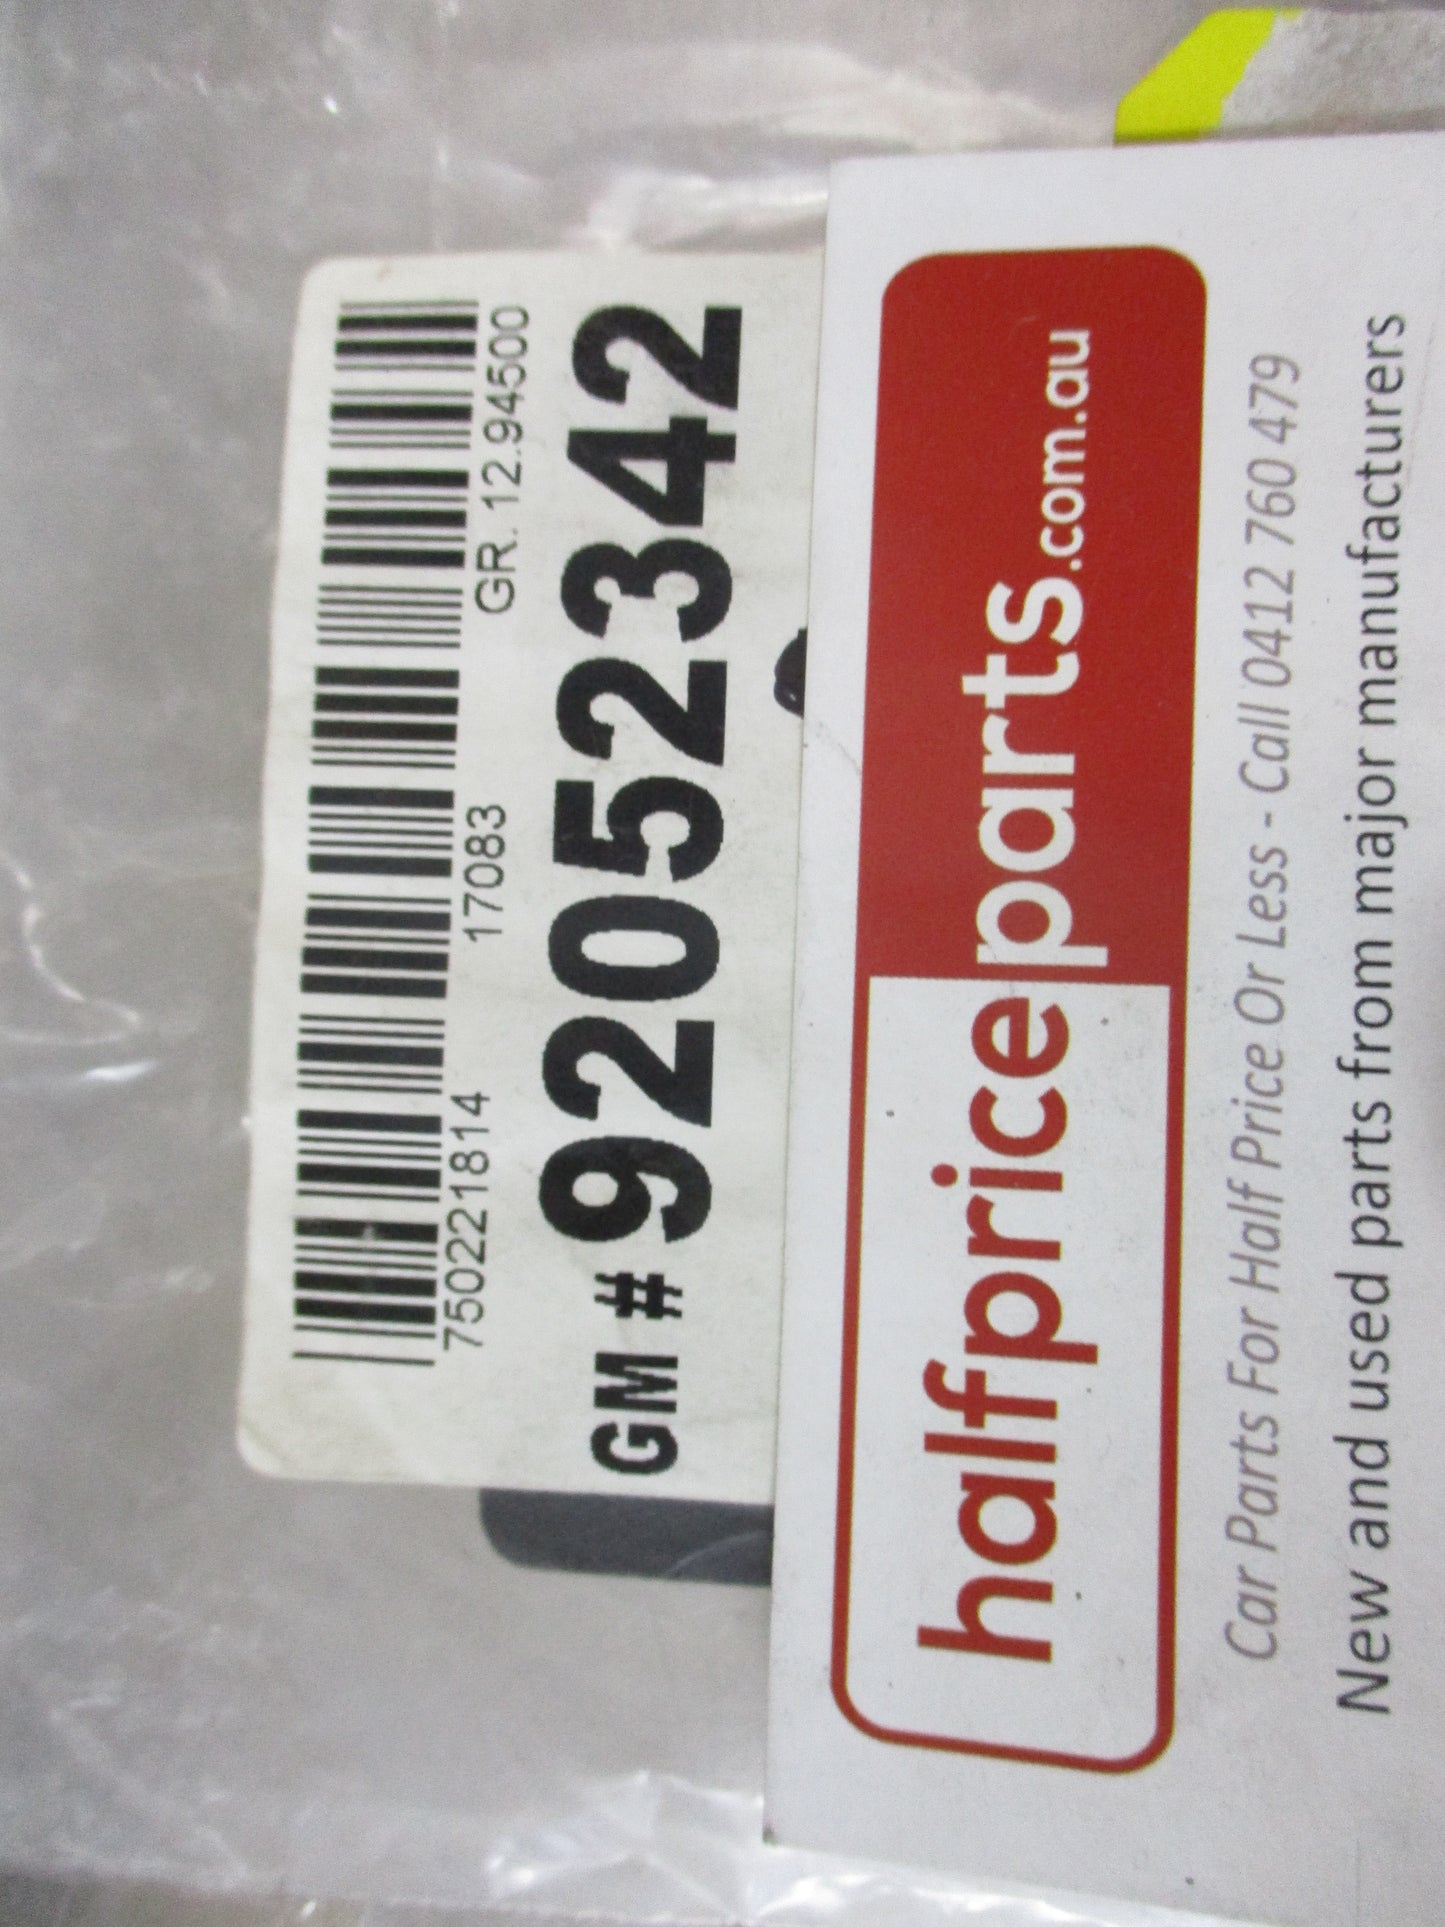 750221814 17083 GR. 12.94500
GM # 92052342
halfpriceparts.com.au
Car Parts For Half Price Or Less - Call 0412 760 479
New and used parts from major manufacturers